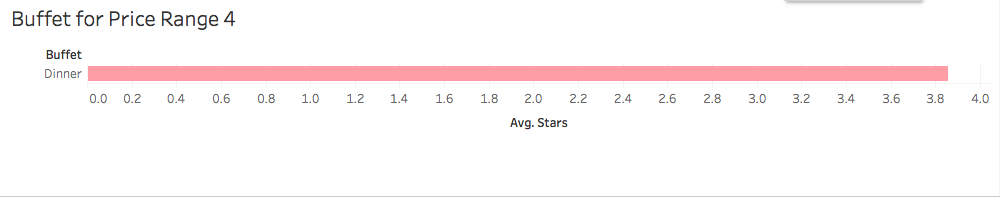 Buffet for Price Range 4
Buffet
Dinner
0.0 0.2 0.4 0.6 0.8 1.0 1.2 1.4 1.6 1.8 2.0 2.2 2.4 2.6 2.8 3.0 3.2 3.4 3.6 3.8 4.0
Avg. Stars